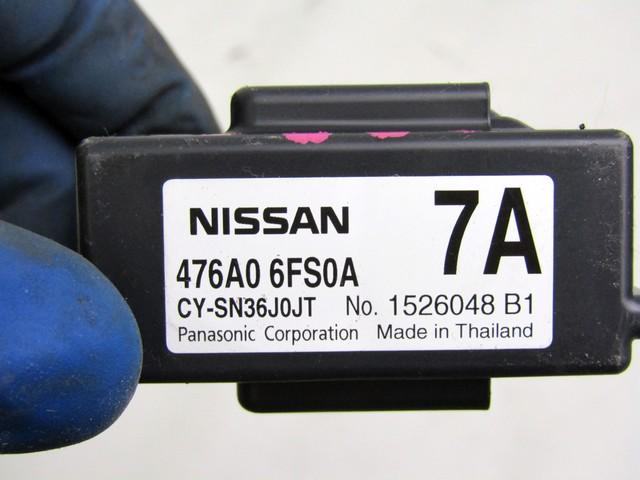 NISSAN 7A
476A0 6FS0A
CY-SN36J0JT No. 1526048 B1
Panasonic Corporation Made in Thailand